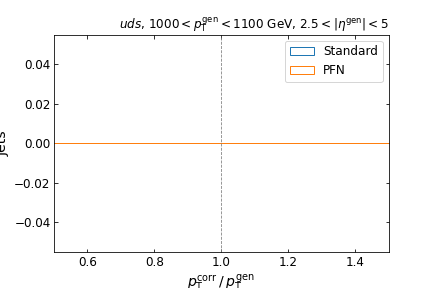 uds, 1000 < p_T^gen < 1100 GeV, 2.5 < |η^gen| < 5
Standard
PFN
0.04
0.02
0.00
−0.02
−0.04
Jets
0.6 0.8 1.0 1.2 1.4
p_T^corr / p_T^gen